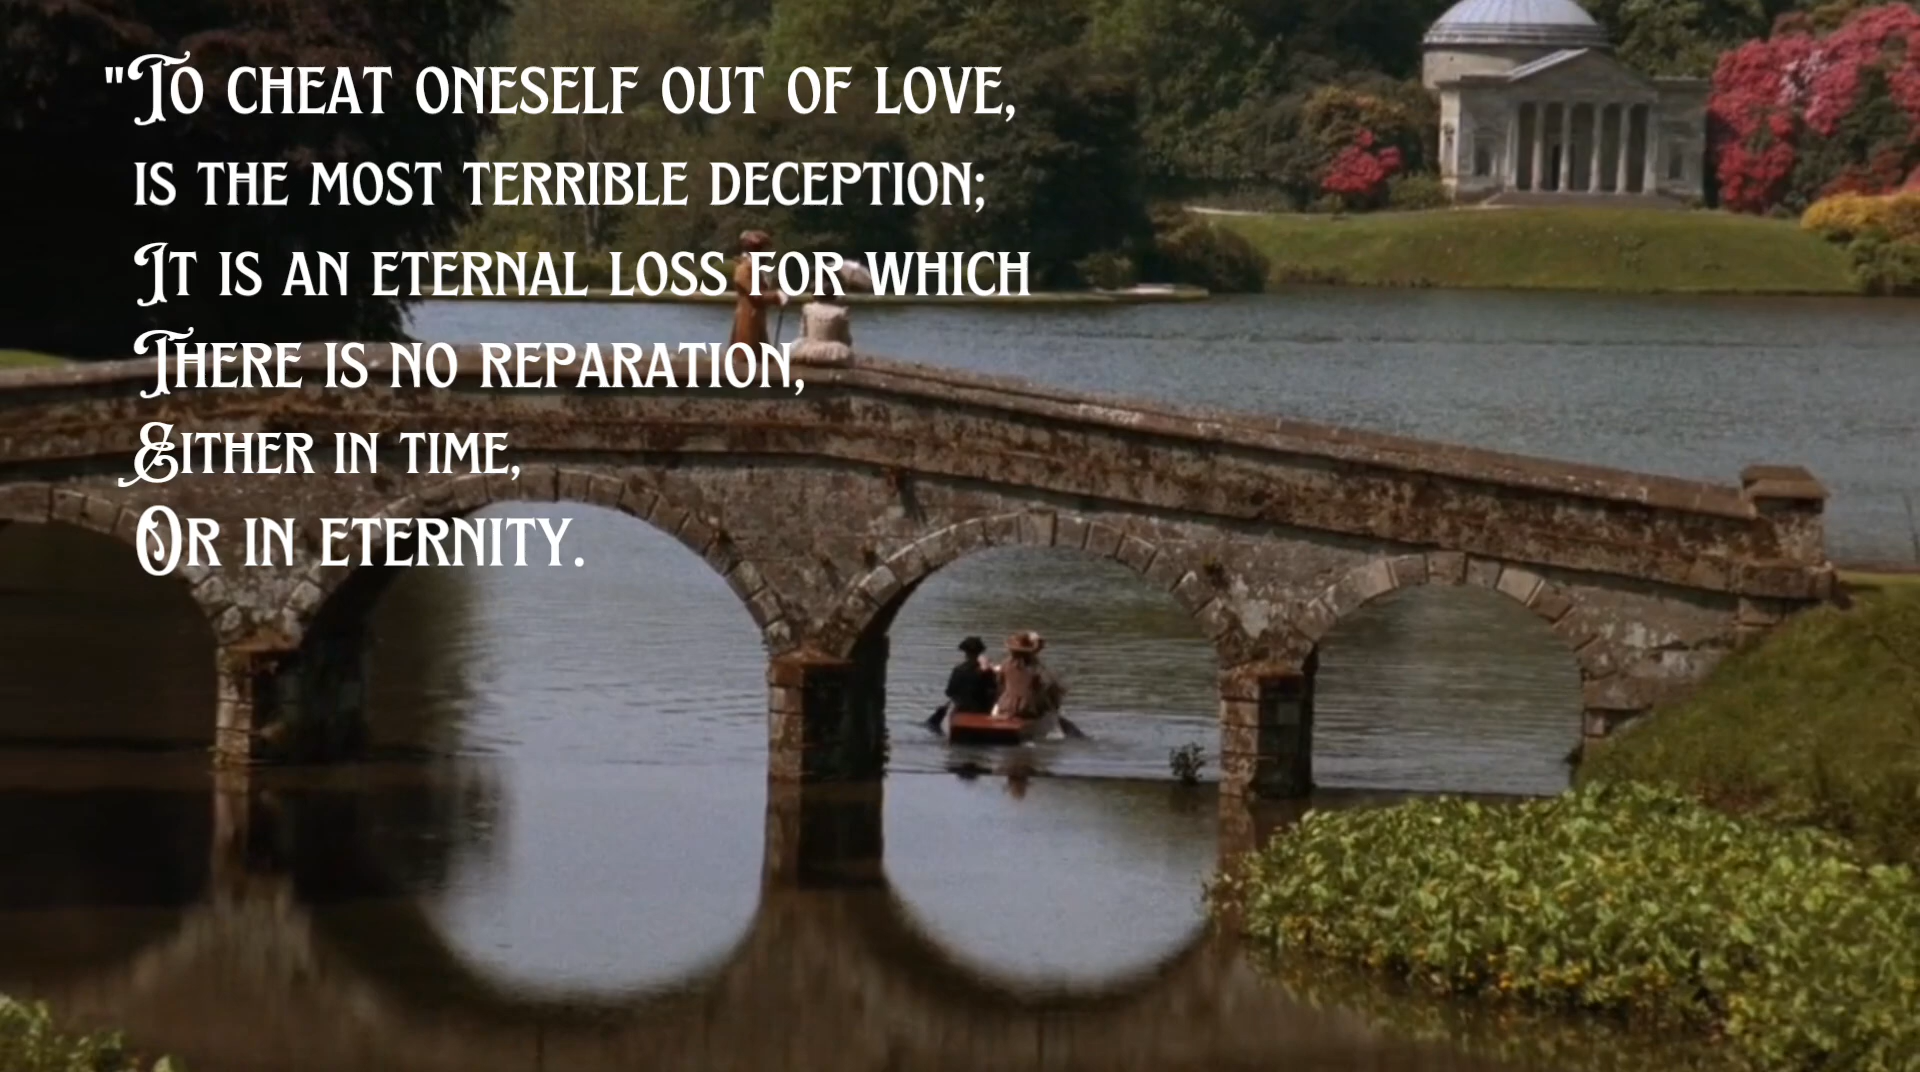 "To cheat oneself out of love,
is the most terrible deception;
It is an eternal loss for which
There is no reparation,
Either in time,
Or in eternity.